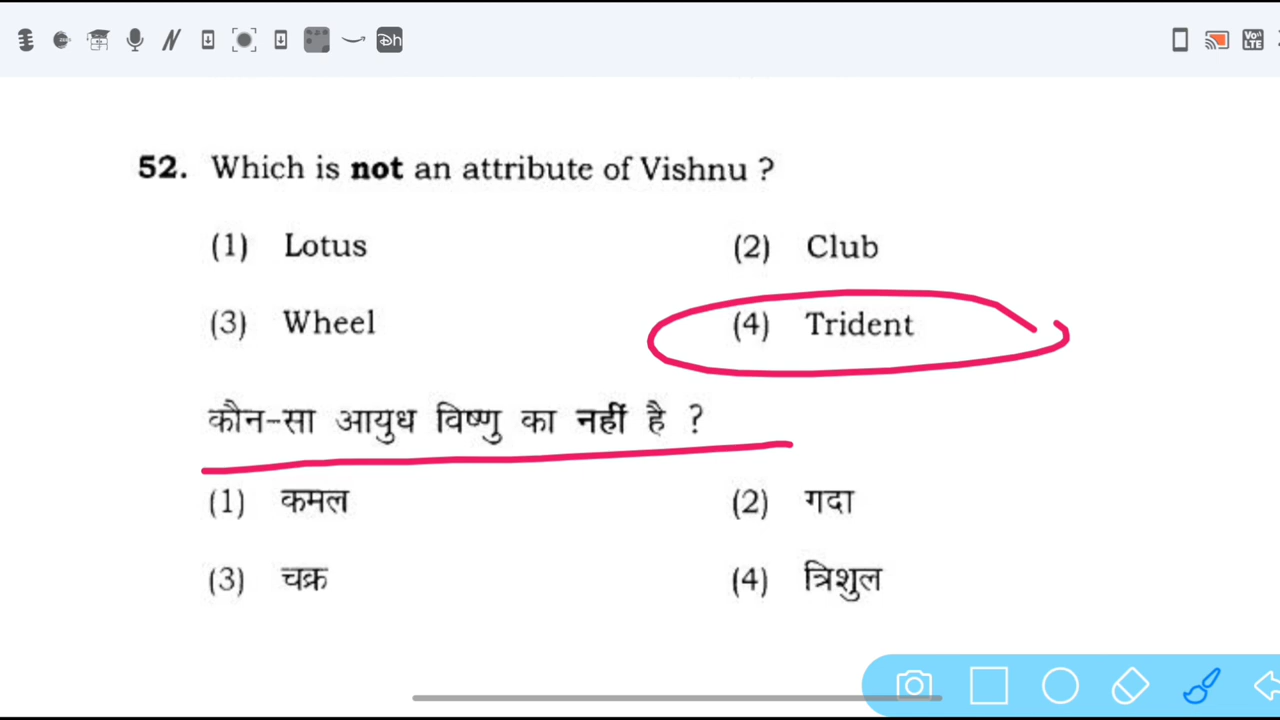 52. Which is not an attribute of Vishnu ?
(1) Lotus (2) Club
(3) Wheel (4) Trident
कौन-सा आयुध विष्णु का नहीं है ?
(1) कमल (2) गदा
(3) चक्र (4) त्रिशुल